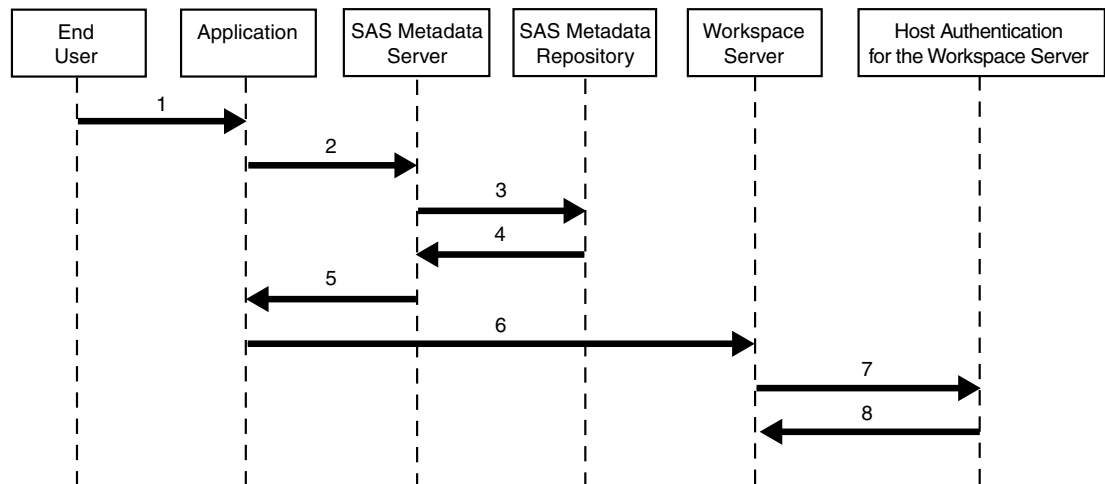 End
User
Application
SAS Metadata
Server
SAS Metadata
Repository
Workspace
Server
Host Authentication
for the Workspace Server
1
2
3
4
5
6
7
8